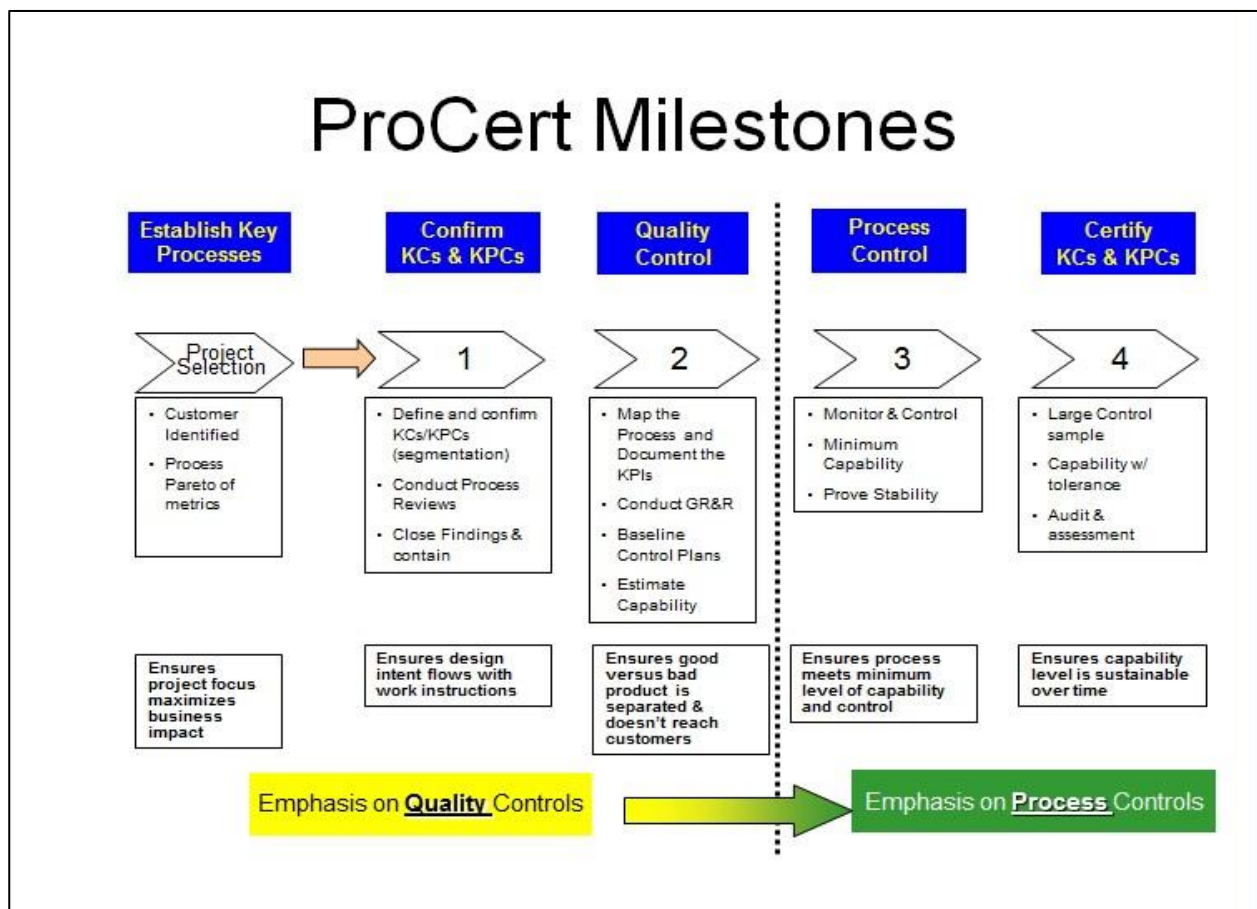 ProCert Milestones
Establish Key
Processes
Confirm
KCs & KPCs
Quality
Control
Process
Control
Certify
KCs & KPCs
Project
Selection
1
2
3
4
• Customer
Identified
• Process
Pareto of
metrics
• Define and confirm
KCs/KPCs
(segmentation)
• Conduct Process
Reviews
• Close Findings &
contain
• Map the
Process and
Document the
KPIs
• Conduct GR&R
• Baseline
Control Plans
• Estimate
Capability
• Monitor & Control
• Minimum
Capability
• Prove Stability
• Large Control
sample
• Capability w/
tolerance
• Audit &
assessment
Ensures
project focus
maximizes
business
impact
Ensures design
intent flows with
work instructions
Ensures good
versus bad
product is
separated &
doesn't reach
customers
Ensures process
meets minimum
level of capability
and control
Ensures capability
level is sustainable
over time
Emphasis on Quality Controls
Emphasis on Process Controls